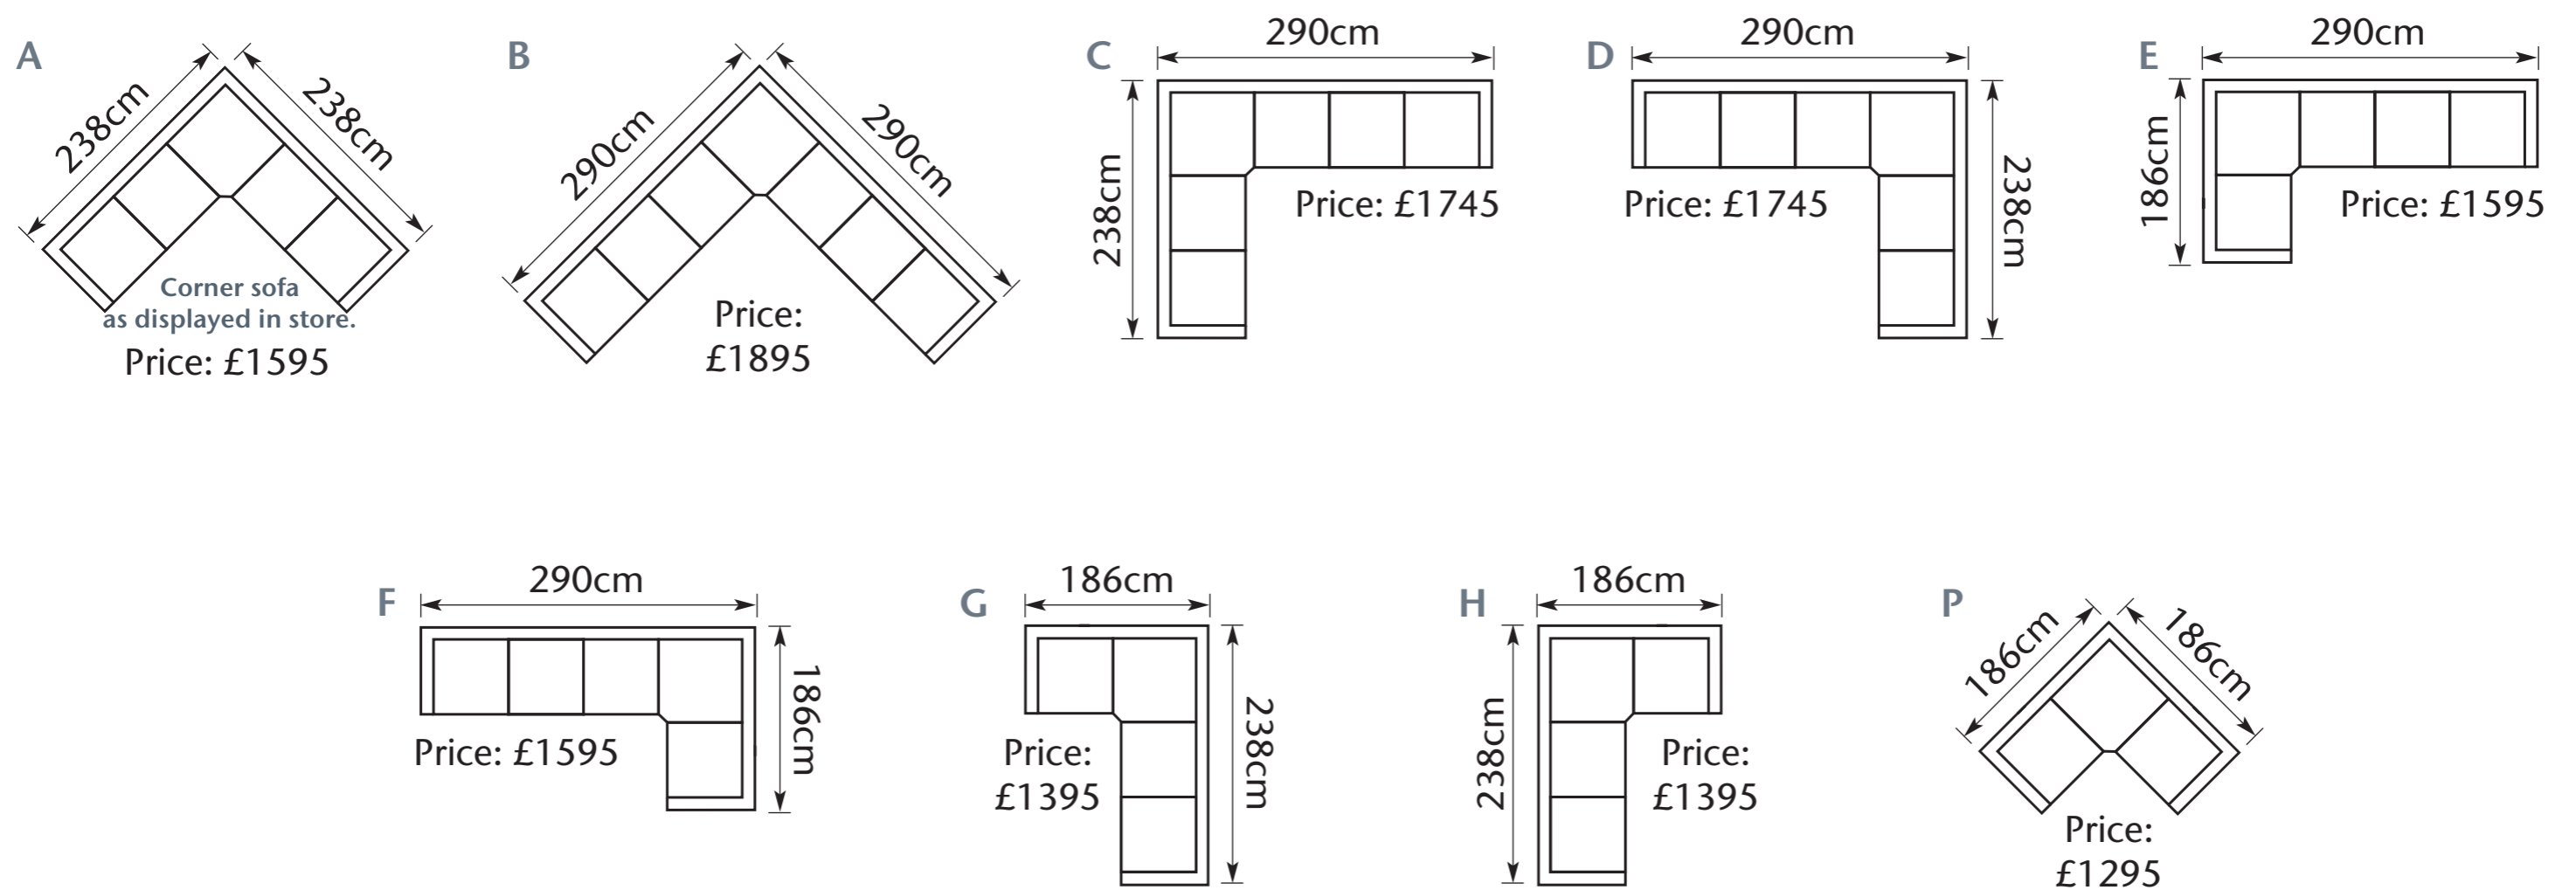 A
238cm
238cm
Corner sofa
as displayed in store.
Price: £1595
B
290cm
290cm
Price:
£1895
C
290cm
238cm
Price: £1745
D
290cm
238cm
Price: £1745
E
290cm
186cm
Price: £1595
F
290cm
186cm
Price: £1595
G
186cm
238cm
Price:
£1395
H
186cm
238cm
Price:
£1395
P
186cm
186cm
Price:
£1295